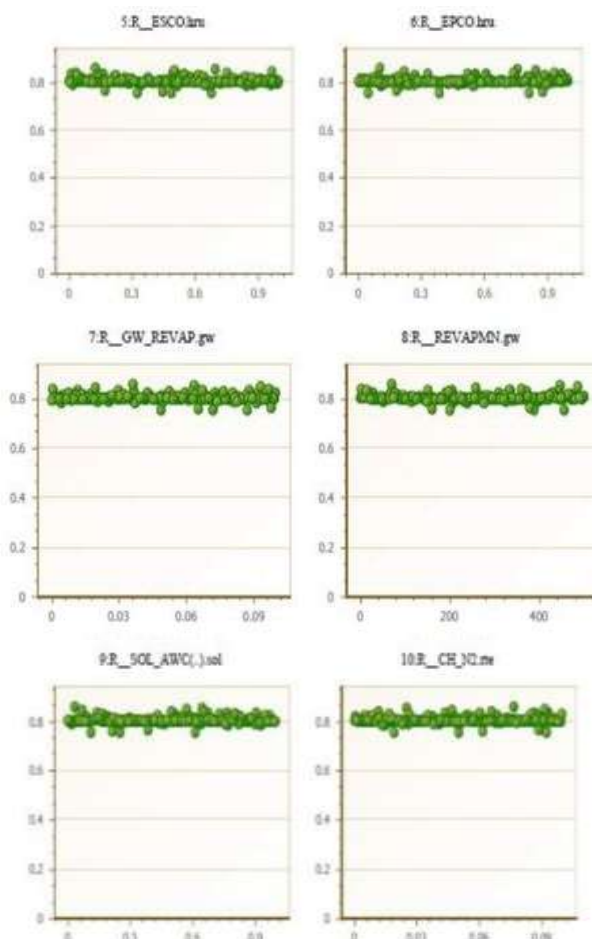 5:R__ESCO.hru 6:R__EPCO.hru
0.8 0.8
0.6 0.6
0.4 0.4
0.2 0.2
0 0
0 0.3 0.6 0.9 0 0.3 0.6 0.9
7:R__GW_REVAP.gw 8:R__REVAPMN.gw
0.8 0.8
0.6 0.6
0.4 0.4
0.2 0.2
0 0
0 0.03 0.06 0.09 0 200 400
9:R__SOL_AWC(..).sol 10:R__CH_N2.rte
0.8 0.8
0.6 0.6
0.4 0.4
0.2 0.2
0 0
0 0.3 0.6 0.9 0 0.03 0.06 0.09